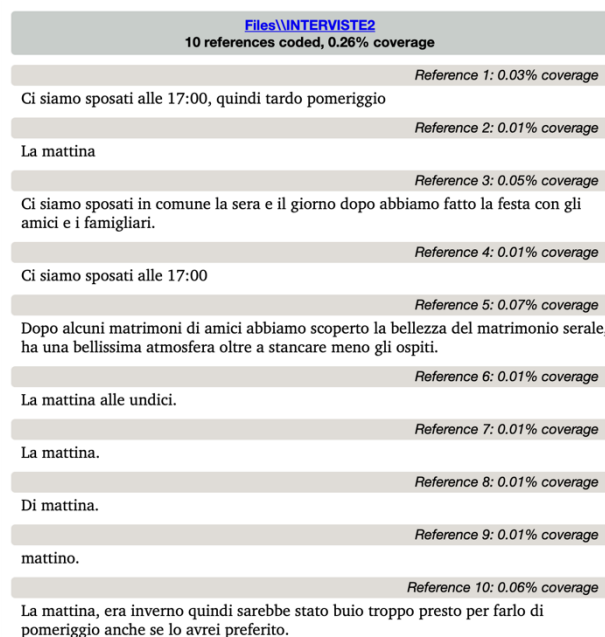 Files\\INTERVISTE2
10 references coded, 0.26% coverage
Reference 1: 0.03% coverage
Ci siamo sposati alle 17:00, quindi tardo pomeriggio
Reference 2: 0.01% coverage
La mattina
Reference 3: 0.05% coverage
Ci siamo sposati in comune la sera e il giorno dopo abbiamo fatto la festa con gli
amici e i famigliari.
Reference 4: 0.01% coverage
Ci siamo sposati alle 17:00
Reference 5: 0.07% coverage
Dopo alcuni matrimoni di amici abbiamo scoperto la bellezza del matrimonio serale,
ha una bellissima atmosfera oltre a stancare meno gli ospiti.
Reference 6: 0.01% coverage
La mattina alle undici.
Reference 7: 0.01% coverage
La mattina.
Reference 8: 0.01% coverage
Di mattina.
Reference 9: 0.01% coverage
mattino.
Reference 10: 0.06% coverage
La mattina, era inverno quindi sarebbe stato buio troppo presto per farlo di
pomeriggio anche se lo avrei preferito.